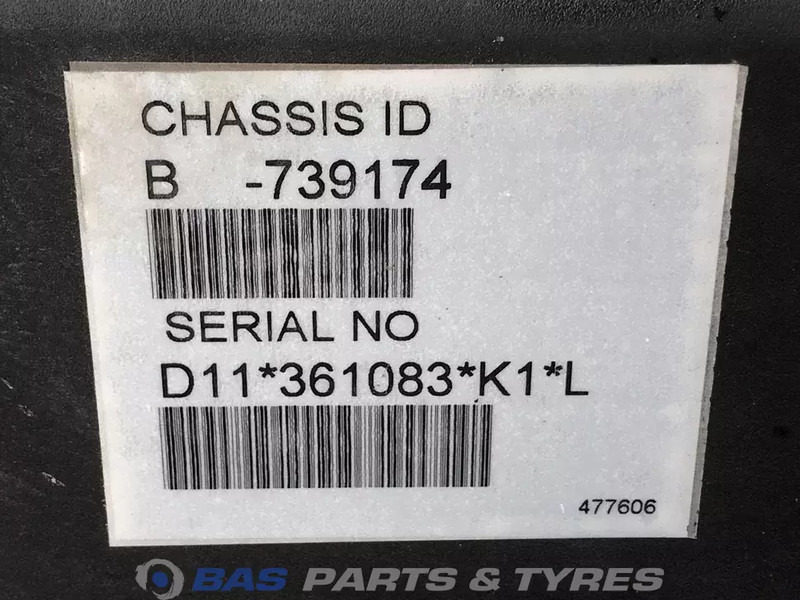 CHASSIS ID
B -739174
SERIAL NO
D11*361083*K1*L
477606
BAS PARTS & TYRES